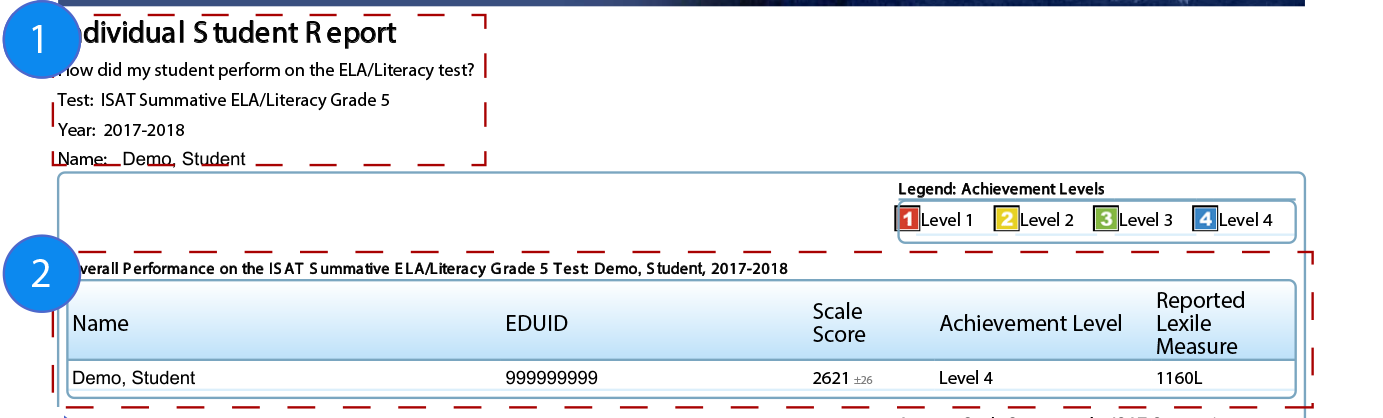 1
dividual Student Report
How did my student perform on the ELA/Literacy test?
Test: ISAT Summative ELA/Literacy Grade 5
Year: 2017-2018
Name: Demo, Student
Legend: Achievement Levels
1 Level 1 2 Level 2 3 Level 3 4 Level 4
2
verall Performance on the ISAT Summative ELA/Literacy Grade 5 Test: Demo, Student, 2017-2018
Name EDUID Scale Score Achievement Level Reported Lexile Measure
Demo, Student 999999999 2621 ±26 Level 4 1160L